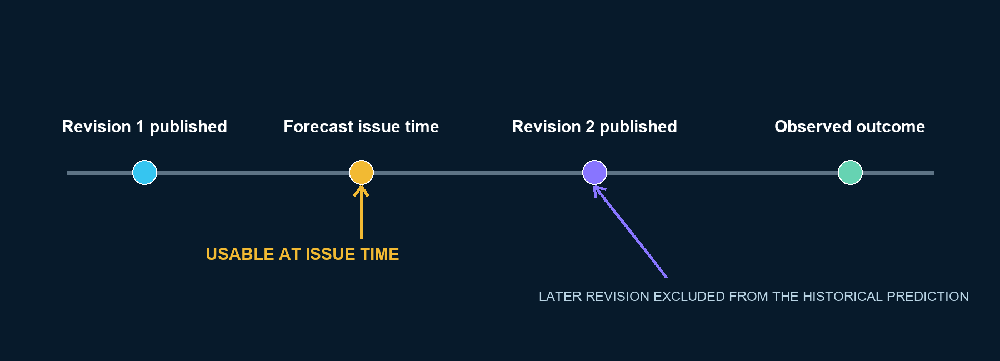 Revision 1 published
Forecast issue time
Revision 2 published
Observed outcome
USABLE AT ISSUE TIME
LATER REVISION EXCLUDED FROM THE HISTORICAL PREDICTION